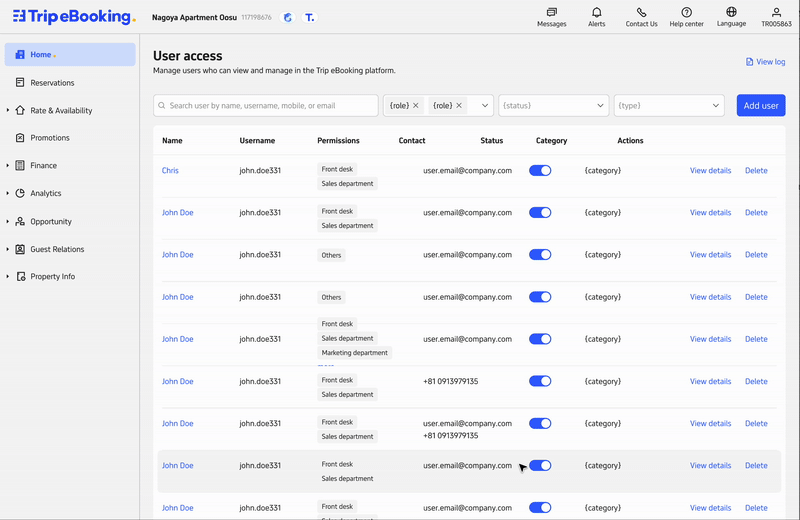 TripeBooking.
Nagoya Apartment Oosu 117198676 T.
Messages
Alerts
Contact Us
Help center
Language
TR005863
Home
Reservations
Rate & Availability
Promotions
Finance
Analytics
Opportunity
Guest Relations
Property Info
User access
Manage users who can view and manage in the Trip eBooking platform.
View log
Search user by name, username, mobile, or email
{role} {role} {status} {type} Add user
Name Username Permissions Contact Status Category Actions
Chris john.doe331 Front desk user.email@company.com {category} View details Delete
Sales department
John Doe john.doe331 Front desk user.email@company.com {category} View details Delete
Sales department
John Doe john.doe331 Others user.email@company.com {category} View details Delete
John Doe john.doe331 Others user.email@company.com {category} View details Delete
Front desk
John Doe john.doe331 Sales department user.email@company.com {category} View details Delete
Marketing department
John Doe john.doe331 Front desk +81 0913979135 {category} View details Delete
Sales department
John Doe john.doe331 Front desk user.email@company.com {category} View details Delete
Sales department +81 0913979135
John Doe john.doe331 Front desk user.email@company.com {category} View details Delete
Sales department
John Doe john.doe331 Front desk user.email@company.com {category} View details Delete